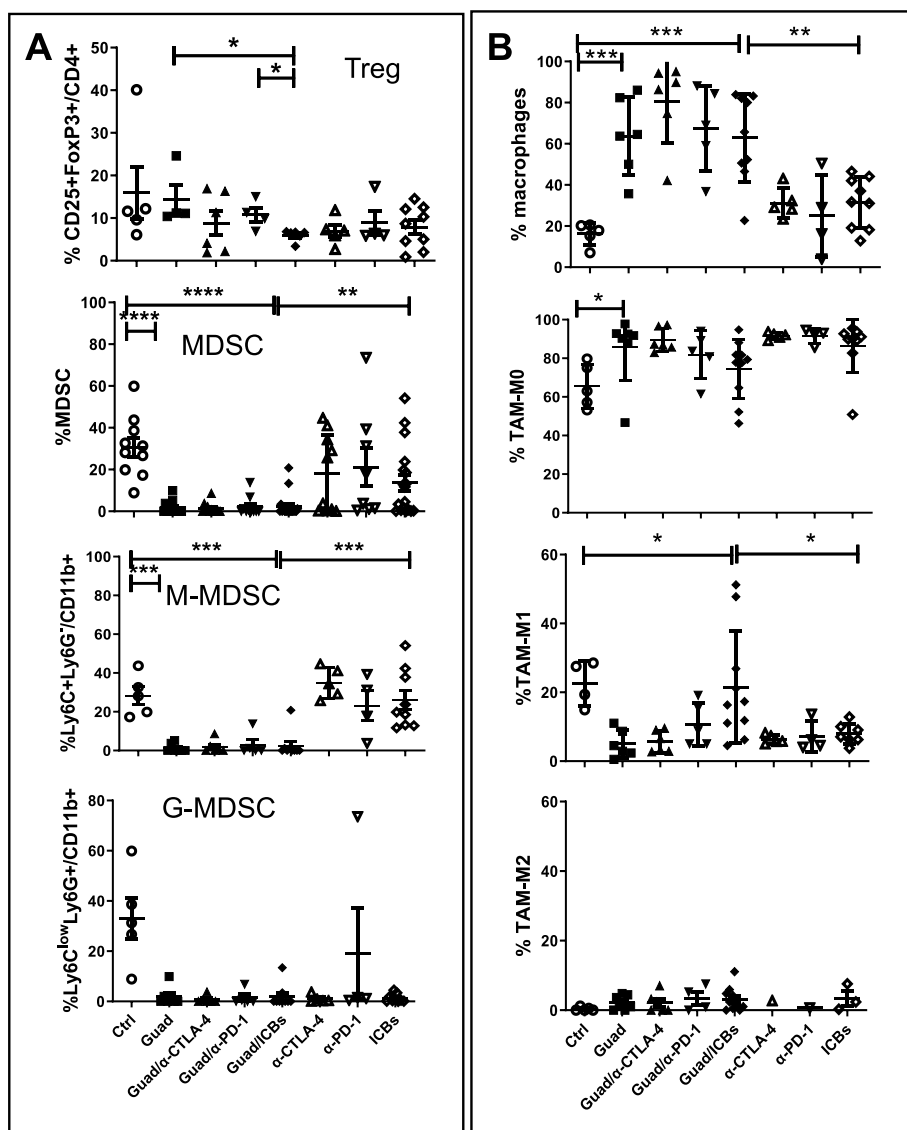 A
% CD25+FoxP3+/CD4+
50
40
30
20
10
0
*
*
Treg
%MDSC
100
80
60
40
20
0
****
**
****
MDSC
%Ly6C+Ly6G-/CD11b+
100
80
60
40
20
0
***
***
***
M-MDSC
%Ly6ClowLy6G+/CD11b+
80
60
40
20
0
G-MDSC
Ctrl
Guad
Guad/α-CTLA-4
Guad/α-PD-1
Guad/ICBs
α-CTLA-4
α-PD-1
ICBs
B
% macrophages
100
80
60
40
20
0
***
**
***
% TAM-M0
100
80
60
40
20
0
*
%TAM-M1
60
40
20
0
*
*
% TAM-M2
60
40
20
0
Ctrl
Guad
Guad/α-CTLA-4
Guad/α-PD-1
Guad/ICBs
α-CTLA-4
α-PD-1
ICBs